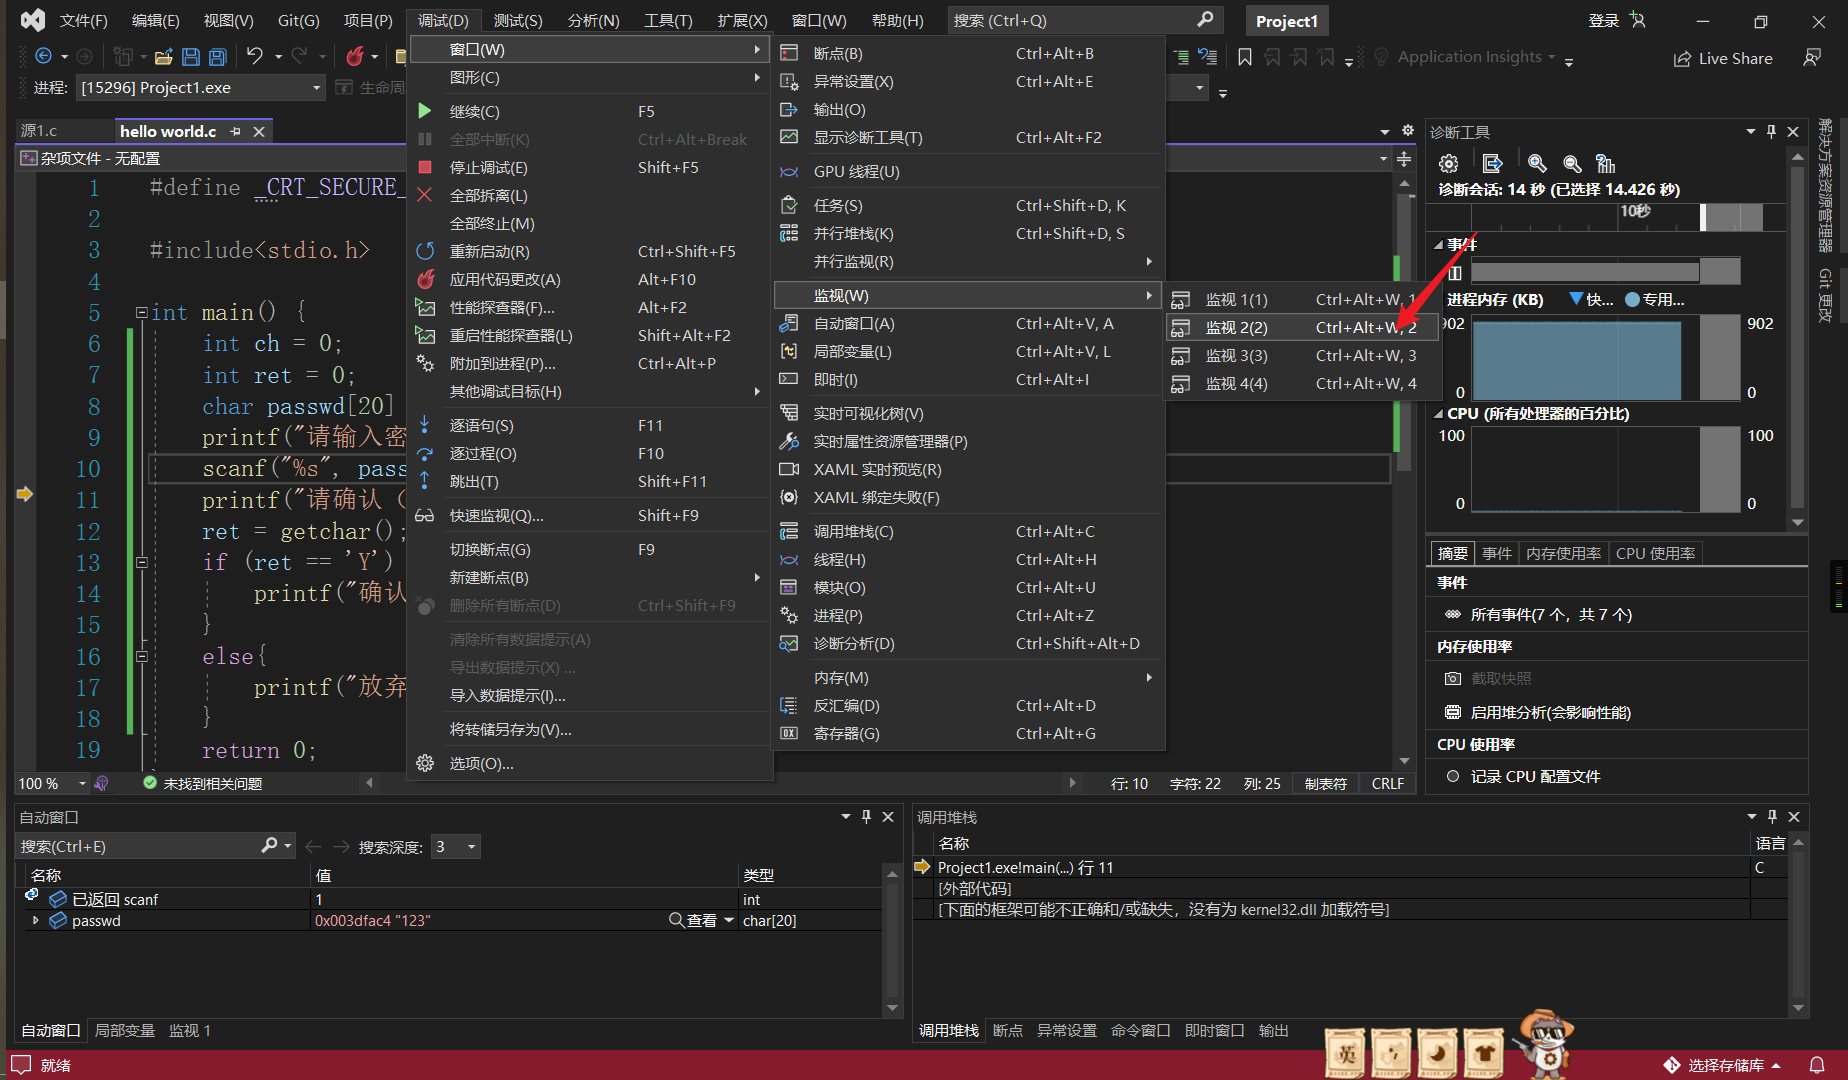 文件(F) 编辑(E) 视图(V) Git(G) 项目(P) 调试(D) 测试(S) 分析(N) 工具(T) 扩展(X) 窗口(W) 帮助(H) 搜索 (Ctrl+Q) Project1 登录
Application Insights Live Share
进程: [15296] Project1.exe 生命周
源1.c hello world.c
杂项文件 - 无配置
1 #define _CRT_SECURE_
2
3 #include<stdio.h>
4
5 int main() {
6 int ch = 0;
7 int ret = 0;
8 char passwd[20]
9 printf("请输入密
10 scanf("%s", pass
11 printf("请确认 (
12 ret = getchar();
13 if (ret == 'Y')
14 printf("确认
15 }
16 else{
17 printf("放弃
18 }
19 return 0;
100 % 未找到相关问题 行: 10 字符: 22 列: 25 制表符 CRLF
窗口(W)
图形(C)
继续(C) F5
全部中断(K) Ctrl+Alt+Break
停止调试(E) Shift+F5
全部拆离(L)
全部终止(M)
重新启动(R) Ctrl+Shift+F5
应用代码更改(A) Alt+F10
性能探查器(F)... Alt+F2
重启性能探查器(L) Shift+Alt+F2
附加到进程(P)... Ctrl+Alt+P
其他调试目标(H)
逐语句(S) F11
逐过程(O) F10
跳出(T) Shift+F11
快速监视(Q)... Shift+F9
切换断点(G) F9
新建断点(B)
删除所有断点(D) Ctrl+Shift+F9
清除所有数据提示(A)
导出数据提示(X) ...
导入数据提示(I)...
将转储另存为(V)...
选项(O)...
断点(B) Ctrl+Alt+B
异常设置(X) Ctrl+Alt+E
输出(O)
显示诊断工具(T) Ctrl+Alt+F2
GPU 线程(U)
任务(S) Ctrl+Shift+D, K
并行堆栈(K) Ctrl+Shift+D, S
并行监视(R)
监视(W)
自动窗口(A) Ctrl+Alt+V, A
局部变量(L) Ctrl+Alt+V, L
即时(I) Ctrl+Alt+I
实时可视化树(V)
实时属性资源管理器(P)
XAML 实时预览(R)
XAML 绑定失败(F)
调用堆栈(C) Ctrl+Alt+C
线程(H) Ctrl+Alt+H
模块(O) Ctrl+Alt+U
进程(P) Ctrl+Alt+Z
诊断分析(D) Ctrl+Shift+Alt+D
内存(M)
反汇编(D) Ctrl+Alt+D
寄存器(G) Ctrl+Alt+G
监视 1(1) Ctrl+Alt+W, 1
监视 2(2) Ctrl+Alt+W, 2
监视 3(3) Ctrl+Alt+W, 3
监视 4(4) Ctrl+Alt+W, 4
诊断工具
诊断会话: 14 秒 (已选择 14.426 秒)
10秒
事件
进程内存 (KB) 快... 专用...
902 902
0 0
CPU (所有处理器的百分比)
100 100
0 0
摘要 事件 内存使用率 CPU 使用率
事件
所有事件(7 个，共 7 个)
内存使用率
截取快照
启用堆分析(会影响性能)
CPU 使用率
记录 CPU 配置文件
解决方案资源管理器
Git 更改
自动窗口
搜索(Ctrl+E) 搜索深度: 3
名称 值 类型
已返回 scanf 1 int
passwd 0x003dfac4 "123" 查看 char[20]
自动窗口 局部变量 监视 1
调用堆栈
名称 语言
Project1.exe!main(...) 行 11 C
[外部代码]
[下面的框架可能不正确和/或缺失，没有为 kernel32.dll 加载符号]
调用堆栈 断点 异常设置 命令窗口 即时窗口 输出
英
就绪 选择存储库